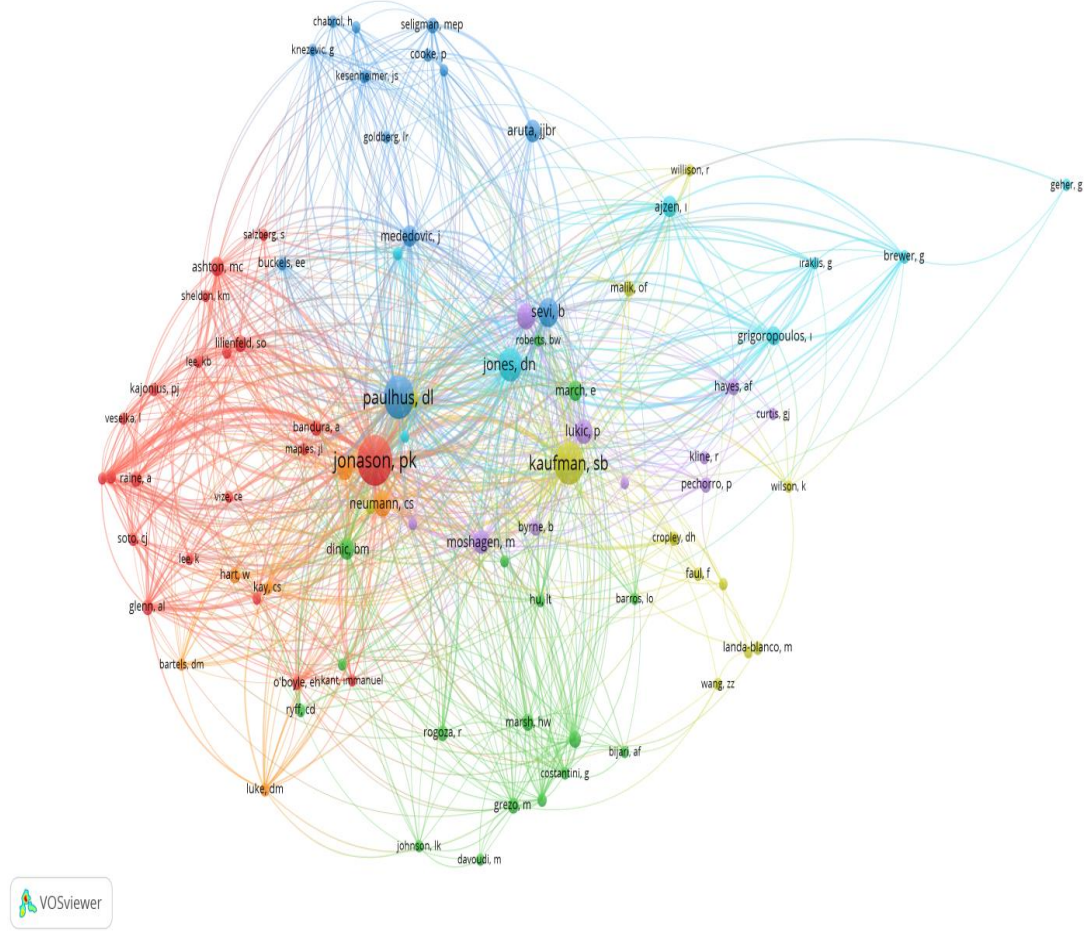 chabrol, h
seligman, mep
knezevic, g
cooke, p
kesenheimer, js
aruta, jjbr
goldberg, lr
willison, r
geher, g
ajzen, ı
salzberg, s
mededovic, j
buckels, ee
ashton, mc
brewer, g
ıraklis, g
malik, of
sheldon, km
sevi, b
grigoropoulos, ı
roberts, bw
lilienfeld, so
lee, kb
jones, dn
kajonius, pj
march, e
hayes, af
paulhus, dl
curtis, gj
veselka, l
bandura, a
lukic, p
maples, jl
jonason, pk
kaufman, sb
kline, r
raine, a
pechorro, p
wilson, k
vize, ce
neumann, cs
byrne, b
soto, cj
moshagen, m
cropley, dh
dinic, bm
lee, k
hart, w
faul, f
kay, cs
hu, lt
barros, lo
glenn, al
landa-blanco, m
bartels, dm
o'boyle, eh
kant, immanuel
wang, zz
ryff, cd
marsh, hw
rogoza, r
bijari, af
costantini, g
luke, dm
grezo, m
johnson, lk
davoudi, m
VOSviewer